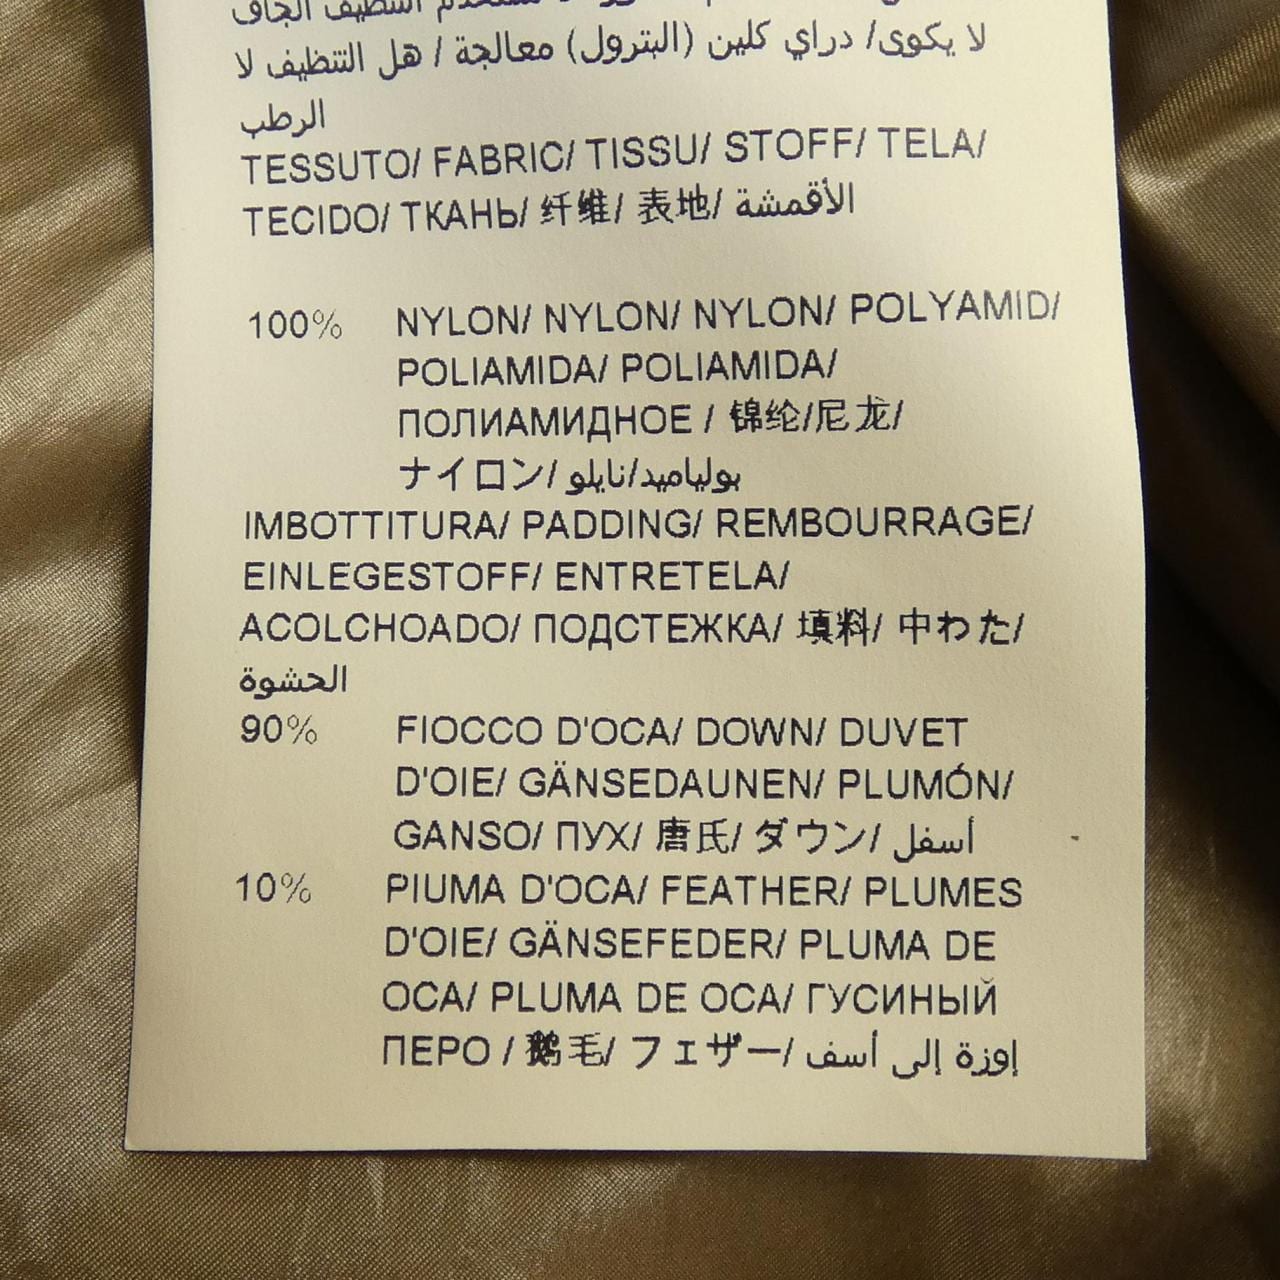 لا يكوى/ دراي كلين (البترول) معالجة / هل التنظيف لا
الرطب
TESSUTO/ FABRIC/ TISSU/ STOFF/ TELA/
TECIDO/ ТКАНЬ/ 纤维/ 表地/ الأقمشة
100% NYLON/ NYLON/ NYLON/ POLYAMID/
POLIAMIDA/ POLIAMIDA/
ПОЛИАМИДНОЕ / 锦纶/尼龙/
ナイロン/ بولياميد/نايلو
IMBOTTITURA/ PADDING/ REMBOURRAGE/
EINLEGESTOFF/ ENTRETELA/
ACOLCHOADO/ ПОДСТЕЖКА/ 填料/ 中わた/
الحشوة
90% FIOCCO D'OCA/ DOWN/ DUVET
D'OIE/ GÄNSEDAUNEN/ PLUMÓN/
GANSO/ ПУХ/ 唐氏/ ダウン/ أسفل
10% PIUMA D'OCA/ FEATHER/ PLUMES
D'OIE/ GÄNSEFEDER/ PLUMA DE
OCA/ PLUMA DE OCA/ ГУСИНЫЙ
ПЕРО / 鹅毛/ フェザー/ إوزة إلى أسف